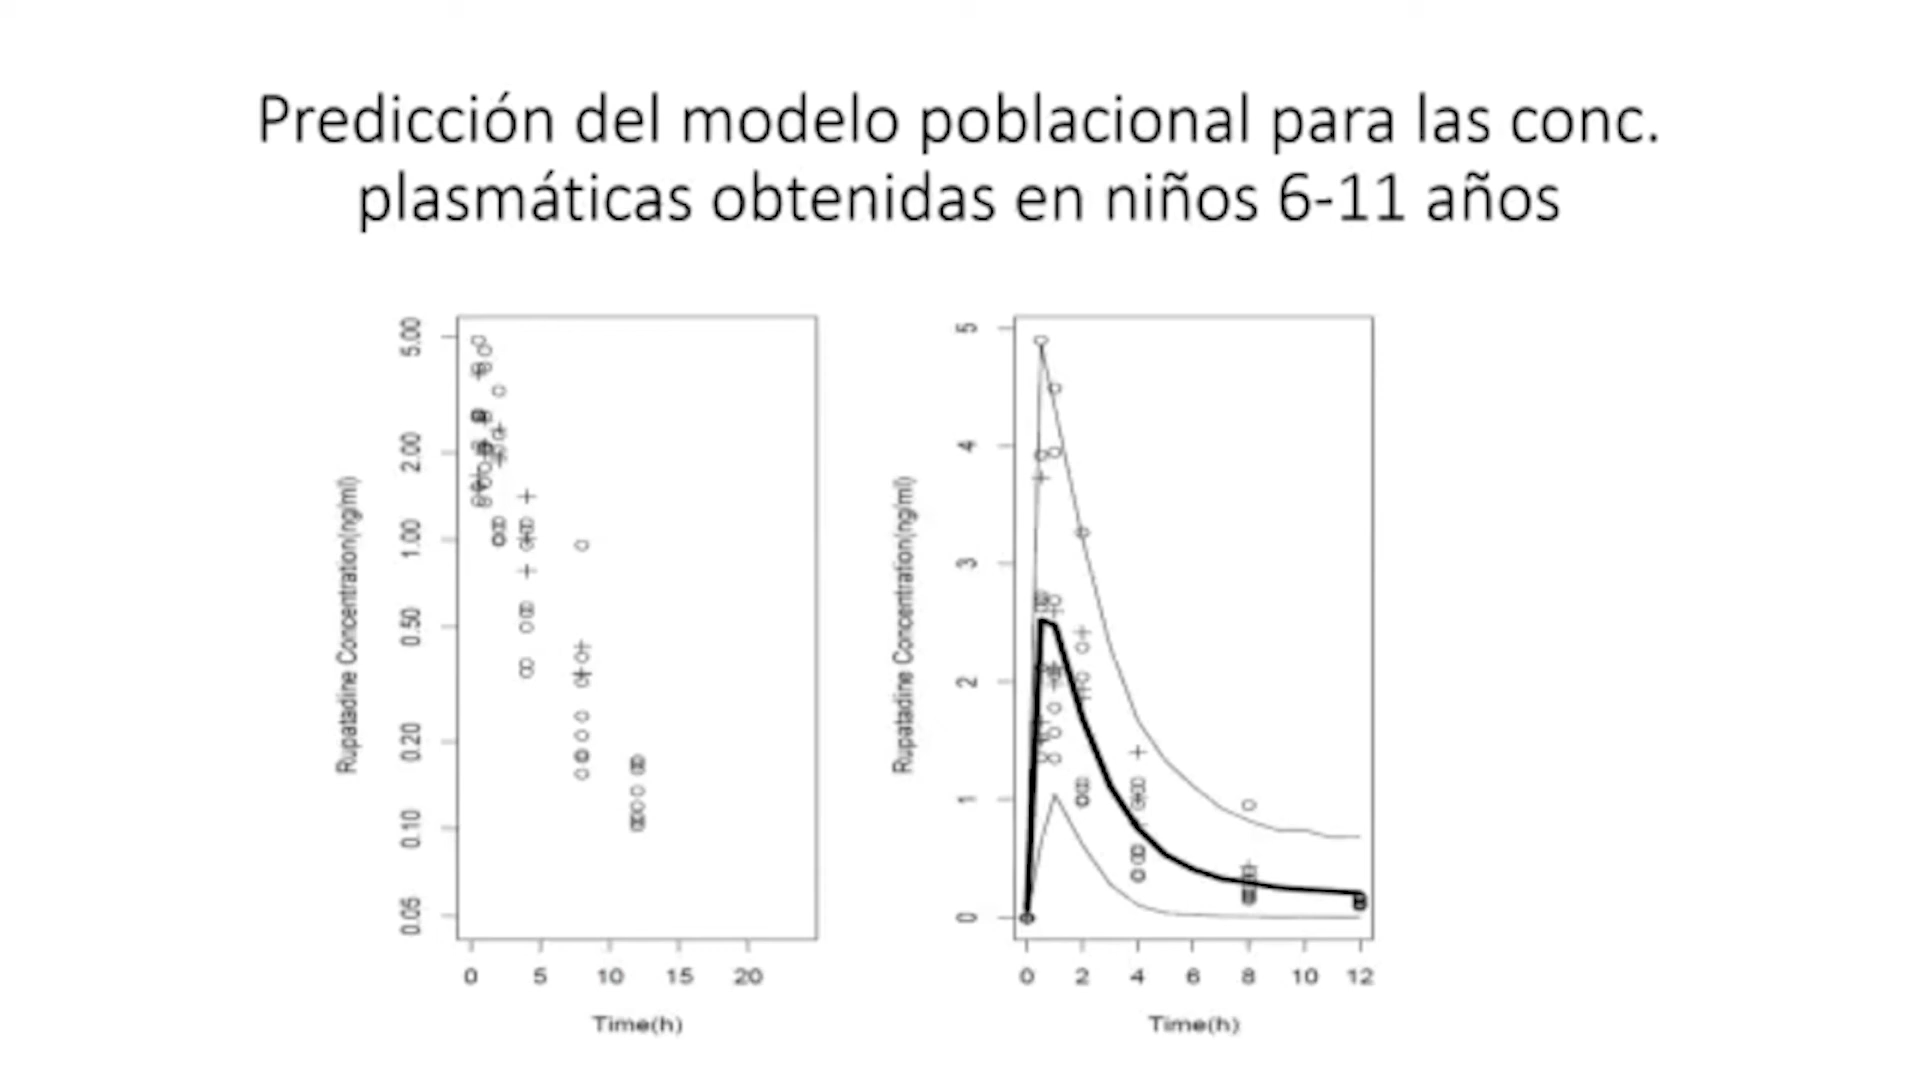 Predicción del modelo poblacional para las conc.
plasmáticas obtenidas en niños 6-11 años
Rupatadine Concentration(ng/ml)
5.00
2.00
1.00
0.50
0.20
0.10
0.05
0 5 10 15 20
Time(h)
Rupatadine Concentration(ng/ml)
5
4
3
2
1
0
0 2 4 6 8 10 12
Time(h)